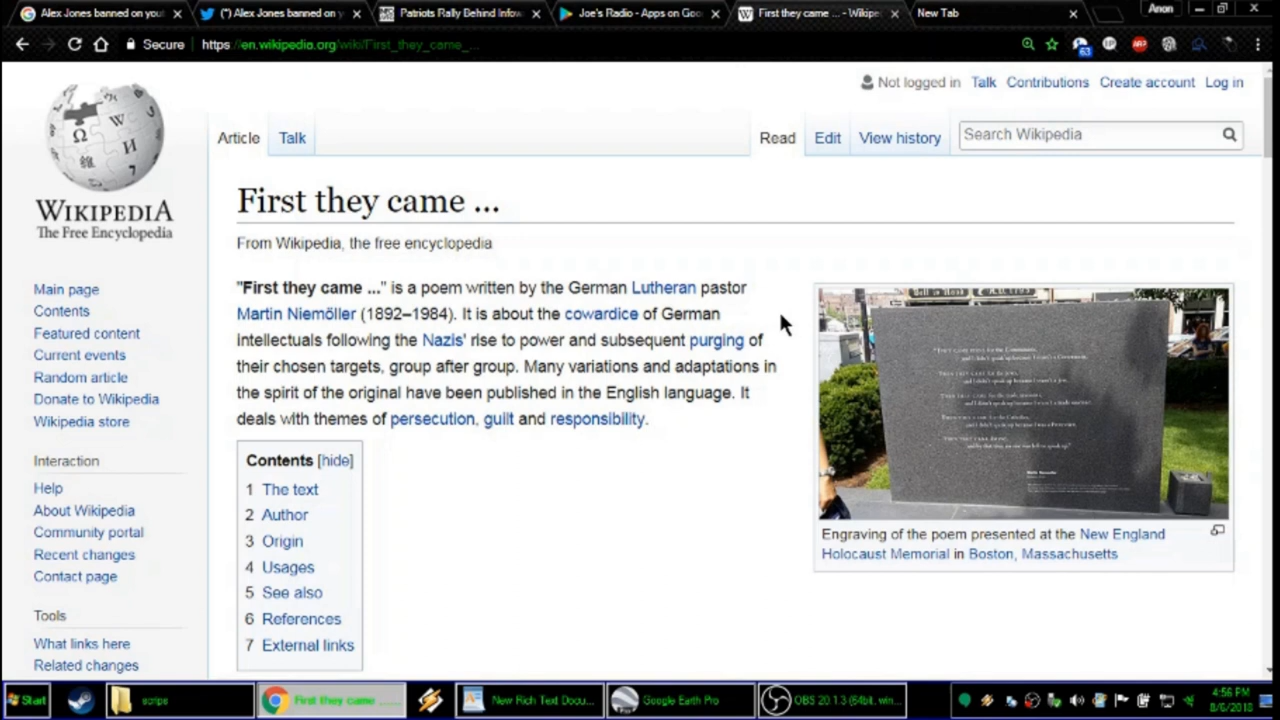 Alex Jones banned on you
(*) Alex Jones banned on y
Patriots Rally Behind Infow
Joe's Radio - Apps on Goo
First they came ... - Wikipe
New Tab
Anon
Secure
https://en.wikipedia.org/wiki/First_they_came_...
63
Not logged in Talk Contributions Create account Log in
Article Talk
Read Edit View history
Search Wikipedia
WIKIPEDIA
The Free Encyclopedia
First they came ...
From Wikipedia, the free encyclopedia
"First they came ..." is a poem written by the German Lutheran pastor
Martin Niemöller (1892–1984). It is about the cowardice of German
intellectuals following the Nazis' rise to power and subsequent purging of
their chosen targets, group after group. Many variations and adaptations in
the spirit of the original have been published in the English language. It
deals with themes of persecution, guilt and responsibility.
Contents [hide]
1 The text
2 Author
3 Origin
4 Usages
5 See also
6 References
7 External links
Engraving of the poem presented at the New England
Holocaust Memorial in Boston, Massachusetts
Main page
Contents
Featured content
Current events
Random article
Donate to Wikipedia
Wikipedia store
Interaction
Help
About Wikipedia
Community portal
Recent changes
Contact page
Tools
What links here
Related changes
Start
scrips
First they came ...
New Rich Text Docu...
Google Earth Pro
OBS 20.1.3 (64bit, win...
4:56 PM
8/6/2018